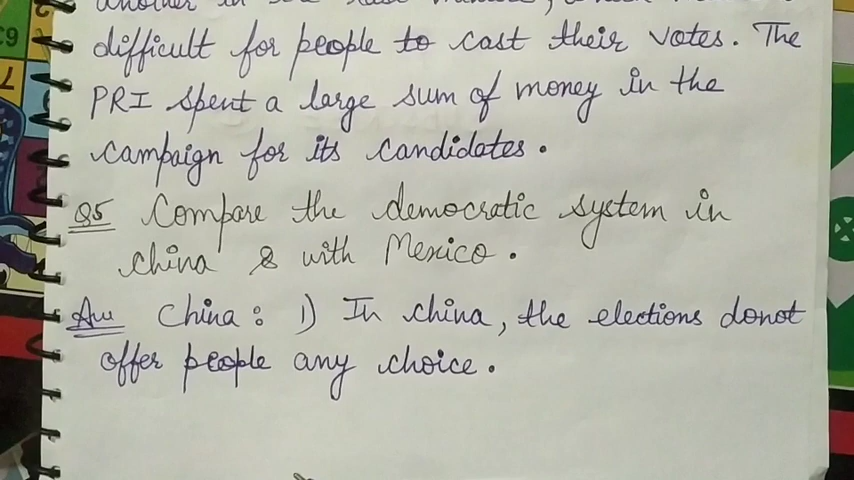 difficult for people to cast their votes. The
PRI spent a large sum of money in the
campaign for its candidates.
Q5 Compare the democratic system in
china & with Mexico.
Ans China: 1) In china, the elections donot
offer people any choice.